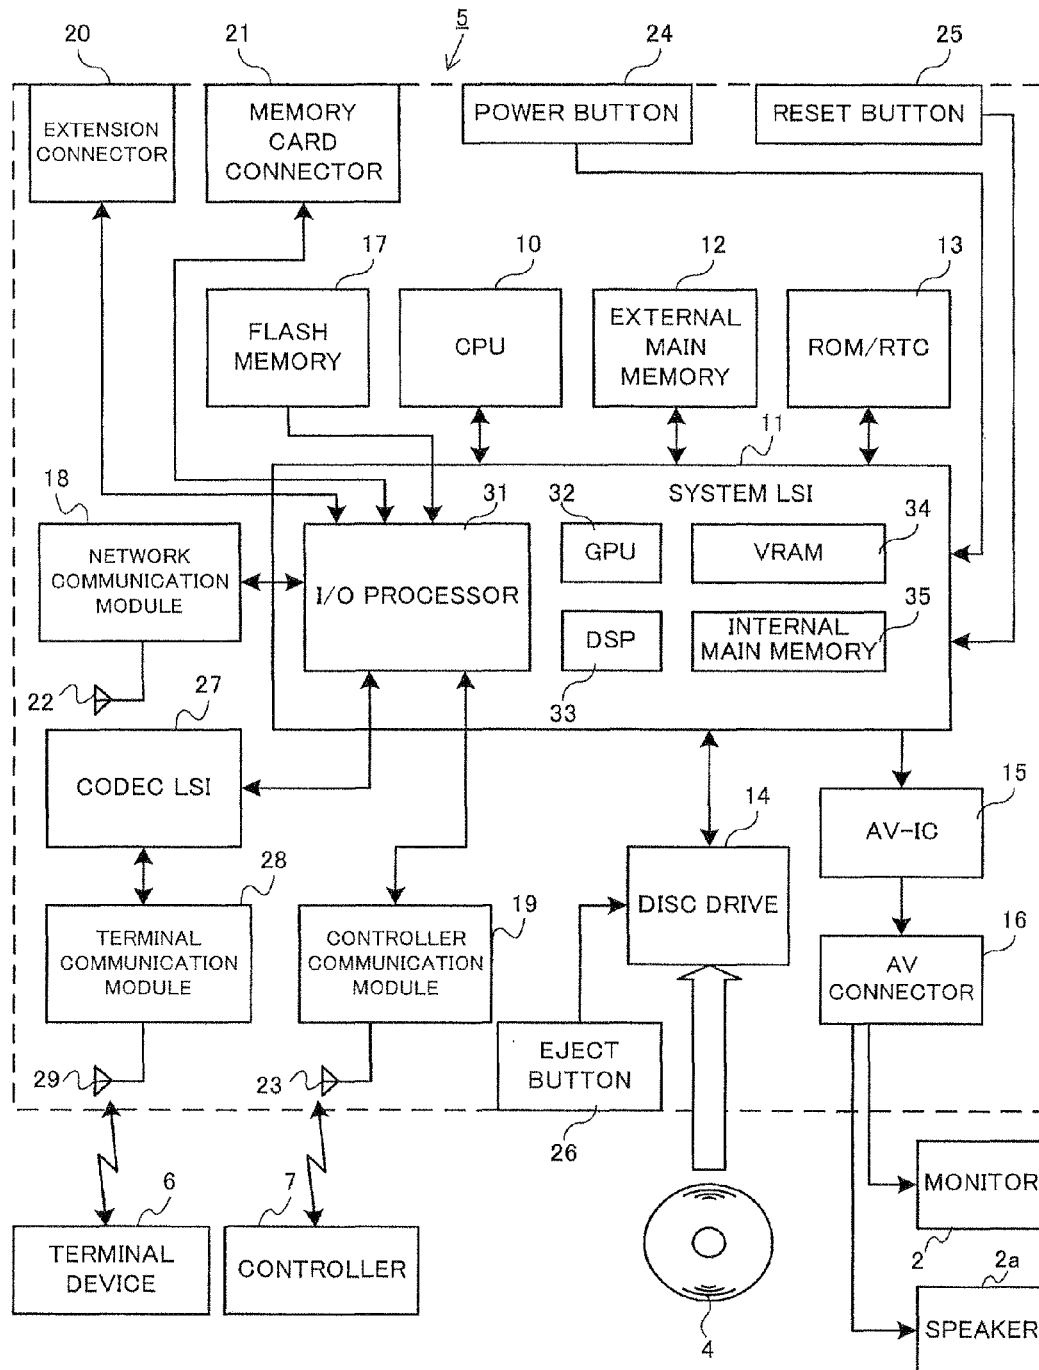 5
20
21
24
25
EXTENSION
CONNECTOR
MEMORY
CARD
CONNECTOR
POWER BUTTON
RESET BUTTON
17
10
12
13
FLASH
MEMORY
CPU
EXTERNAL
MAIN
MEMORY
ROM/RTC
11
SYSTEM LSI
18
31
32
34
NETWORK
COMMUNICATION
MODULE
I/O PROCESSOR
GPU
VRAM
35
DSP
INTERNAL
MAIN MEMORY
33
22
27
CODEC LSI
14
15
AV-IC
28
19
DISC DRIVE
16
TERMINAL
COMMUNICATION
MODULE
CONTROLLER
COMMUNICATION
MODULE
AV
CONNECTOR
29
23
EJECT
BUTTON
26
6
7
MONITOR
TERMINAL
DEVICE
CONTROLLER
2
2a
4
SPEAKER